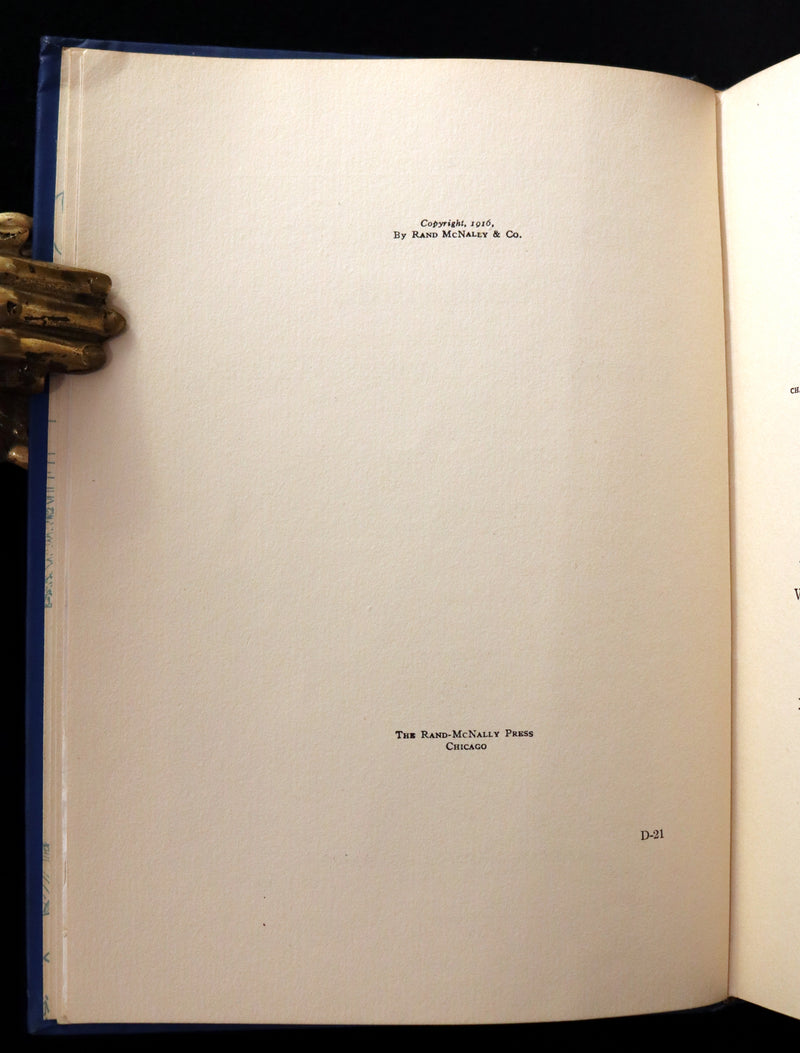 Copyright, 1916,
By Rand McNally & Co.
The Rand-McNally Press
Chicago
D-21